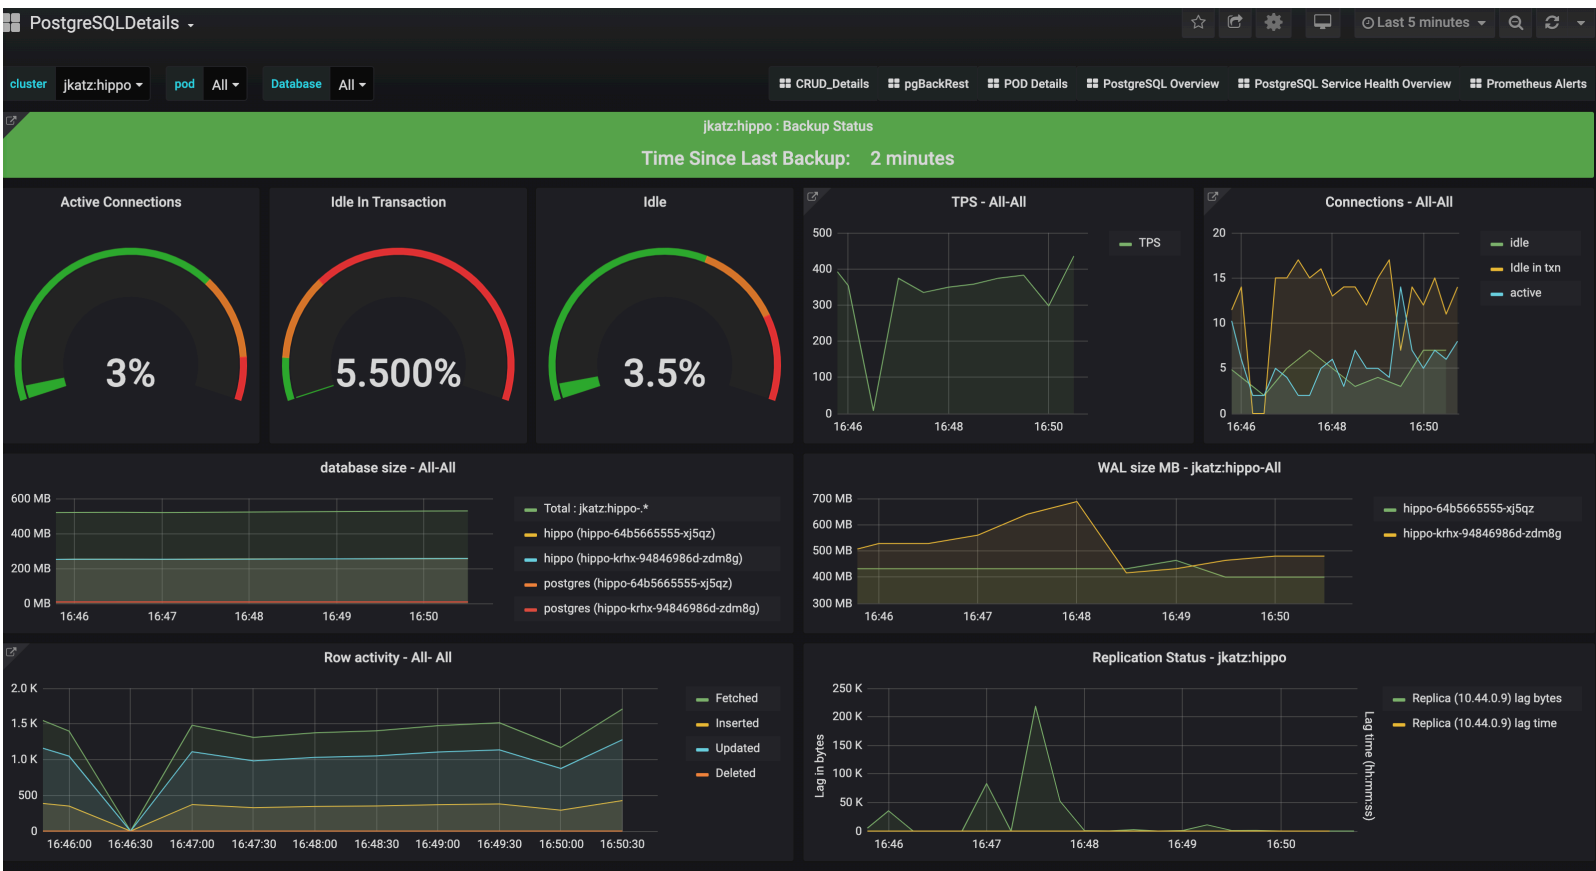 PostgreSQLDetails
Last 5 minutes
cluster jkatz:hippo pod All Database All
CRUD_Details pgBackRest POD Details PostgreSQL Overview PostgreSQL Service Health Overview Prometheus Alerts
jkatz:hippo : Backup Status
Time Since Last Backup: 2 minutes
Active Connections
3%
Idle In Transaction
5.500%
Idle
3.5%
TPS - All-All
500
400
300
200
100
0
16:46 16:48 16:50
TPS
Connections - All-All
20
15
10
5
0
16:46 16:48 16:50
idle
Idle in txn
active
database size - All-All
600 MB
400 MB
200 MB
0 MB
16:46 16:47 16:48 16:49 16:50
Total : jkatz:hippo-.*
hippo (hippo-64b5665555-xj5qz)
hippo (hippo-krhx-94846986d-zdm8g)
postgres (hippo-64b5665555-xj5qz)
postgres (hippo-krhx-94846986d-zdm8g)
WAL size MB - jkatz:hippo-All
700 MB
600 MB
500 MB
400 MB
300 MB
16:46 16:47 16:48 16:49 16:50
hippo-64b5665555-xj5qz
hippo-krhx-94846986d-zdm8g
Row activity - All- All
2.0 K
1.5 K
1.0 K
500
0
16:46:00 16:46:30 16:47:00 16:47:30 16:48:00 16:48:30 16:49:00 16:49:30 16:50:00 16:50:30
Fetched
Inserted
Updated
Deleted
Replication Status - jkatz:hippo
Lag in bytes
250 K
200 K
150 K
100 K
50 K
0
16:46 16:47 16:48 16:49 16:50
Lag time (hh:mm:ss)
Replica (10.44.0.9) lag bytes
Replica (10.44.0.9) lag time